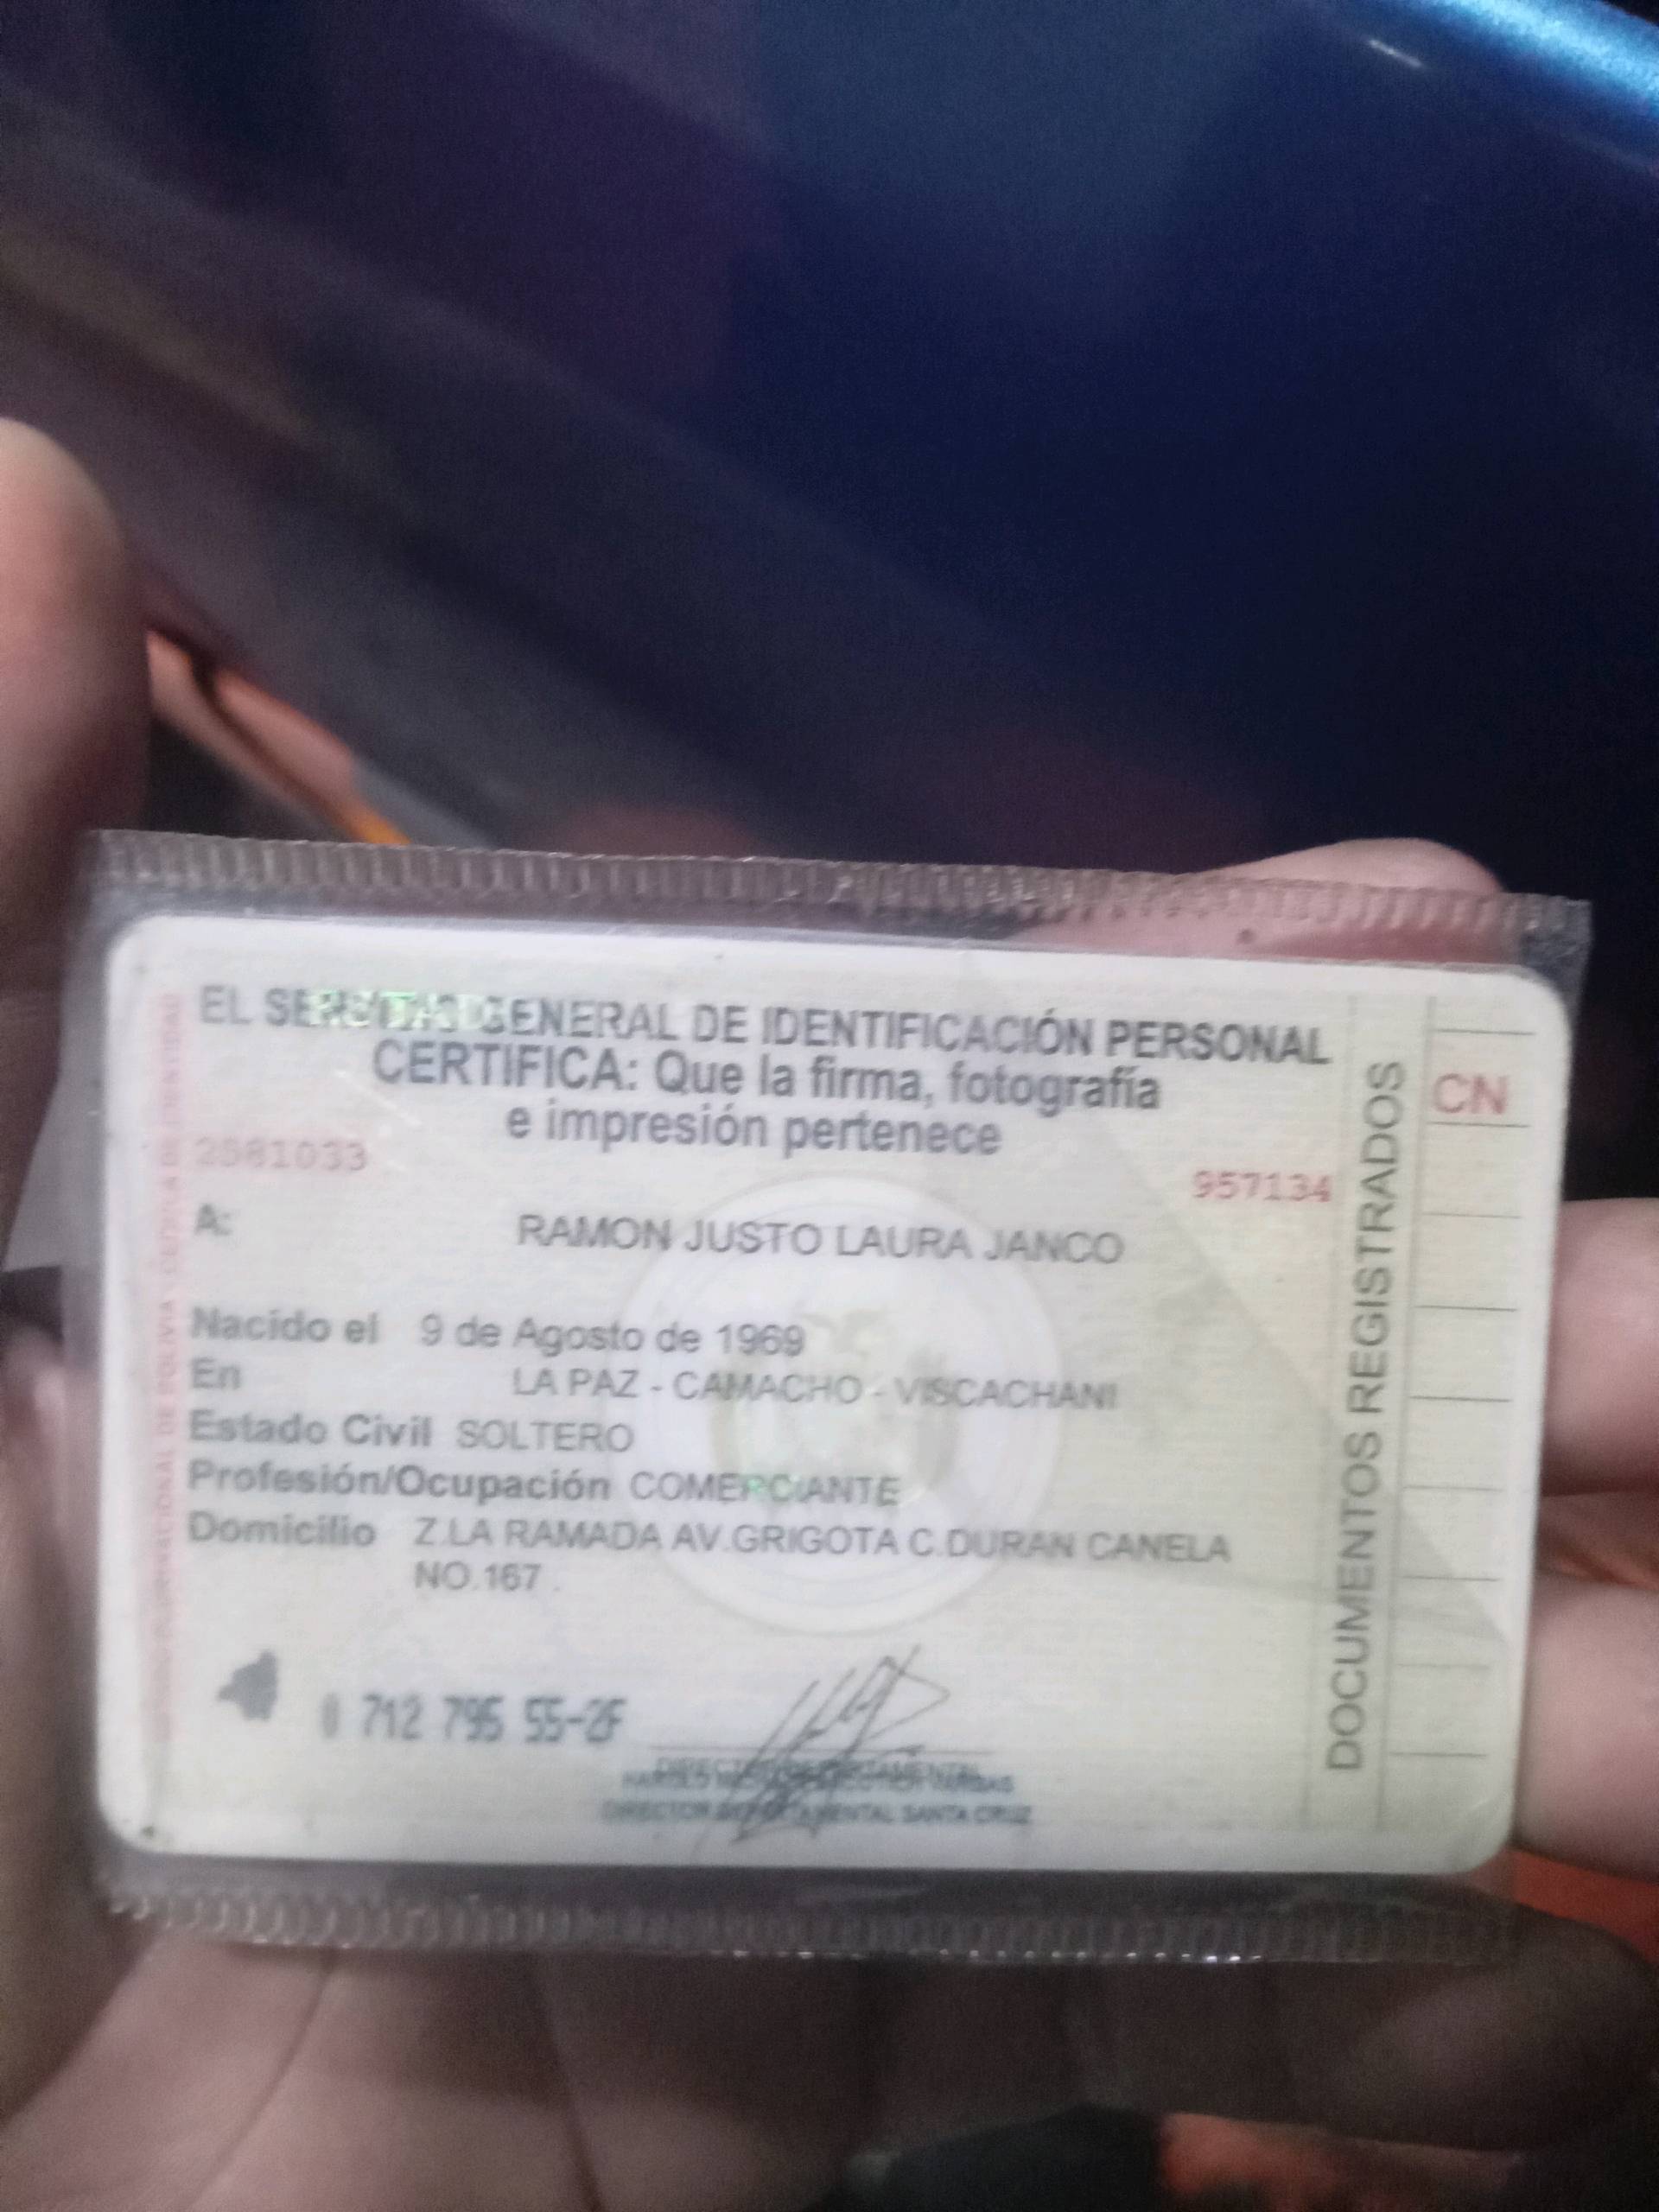 EL SERVICIO GENERAL DE IDENTIFICACIÓN PERSONAL
CERTIFICA: Que la firma, fotografía
e impresión pertenece
2981033
957134
A: RAMON JUSTO LAURA JANCO
Nacido el 9 de Agosto de 1969
En LA PAZ - CAMACHO - VISCACHANI
Estado Civil SOLTERO
Profesión/Ocupación COMERCIANTE
Domicilio Z.LA RAMADA AV.GRIGOTA C.DURAN CANELA
NO.167
712 795 55-2F
DIRECTOR DEPARTAMENTAL
DIRECTOR DEPARTAMENTAL SANTA CRUZ
DOCUMENTOS REGISTRADOS
CN